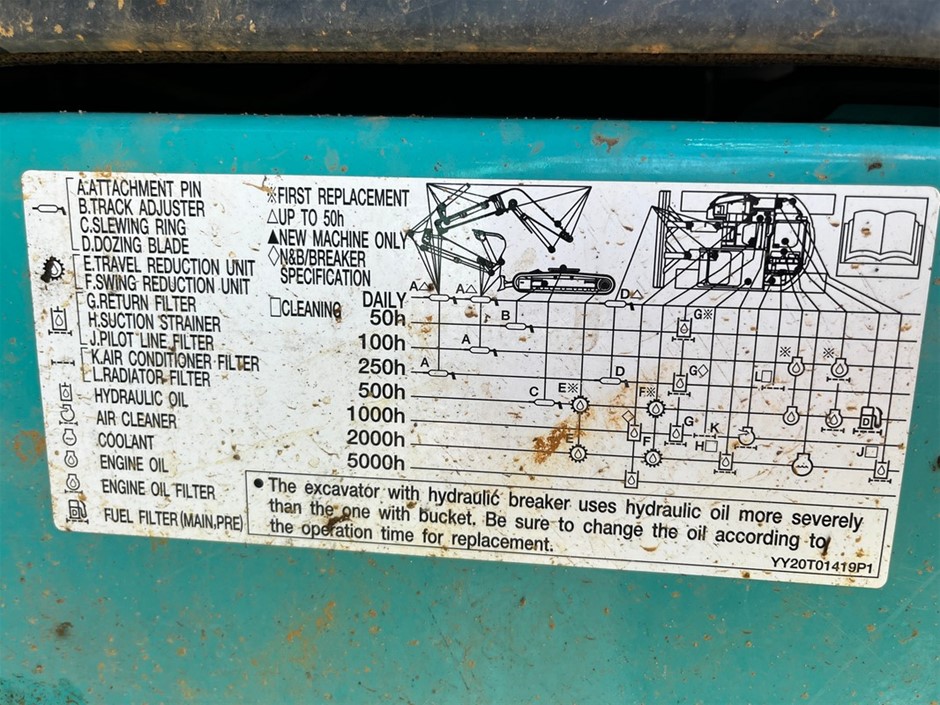 A.ATTACHMENT PIN
B.TRACK ADJUSTER
C.SLEWING RING
D.DOZING BLADE
E.TRAVEL REDUCTION UNIT
F.SWING REDUCTION UNIT
G.RETURN FILTER
H.SUCTION STRAINER
J.PILOT LINE FILTER
K.AIR CONDITIONER FILTER
L.RADIATOR FILTER
HYDRAULIC OIL
AIR CLEANER
COOLANT
ENGINE OIL
ENGINE OIL FILTER
FUEL FILTER(MAIN,PRE)
※FIRST REPLACEMENT
△UP TO 50h
▲NEW MACHINE ONLY
◇N&B/BREAKER
SPECIFICATION
□CLEANING
DAILY A△ A△ D△
50h B G※
100h A ※ ※
250h A D G◇ L□
500h C E※ F※
1000h ◇ G K
2000h E F H□ J□
5000h
●The excavator with hydraulic breaker uses hydraulic oil more severely
than the one with bucket. Be sure to change the oil according to
the operation time for replacement.
YY20T01419P1